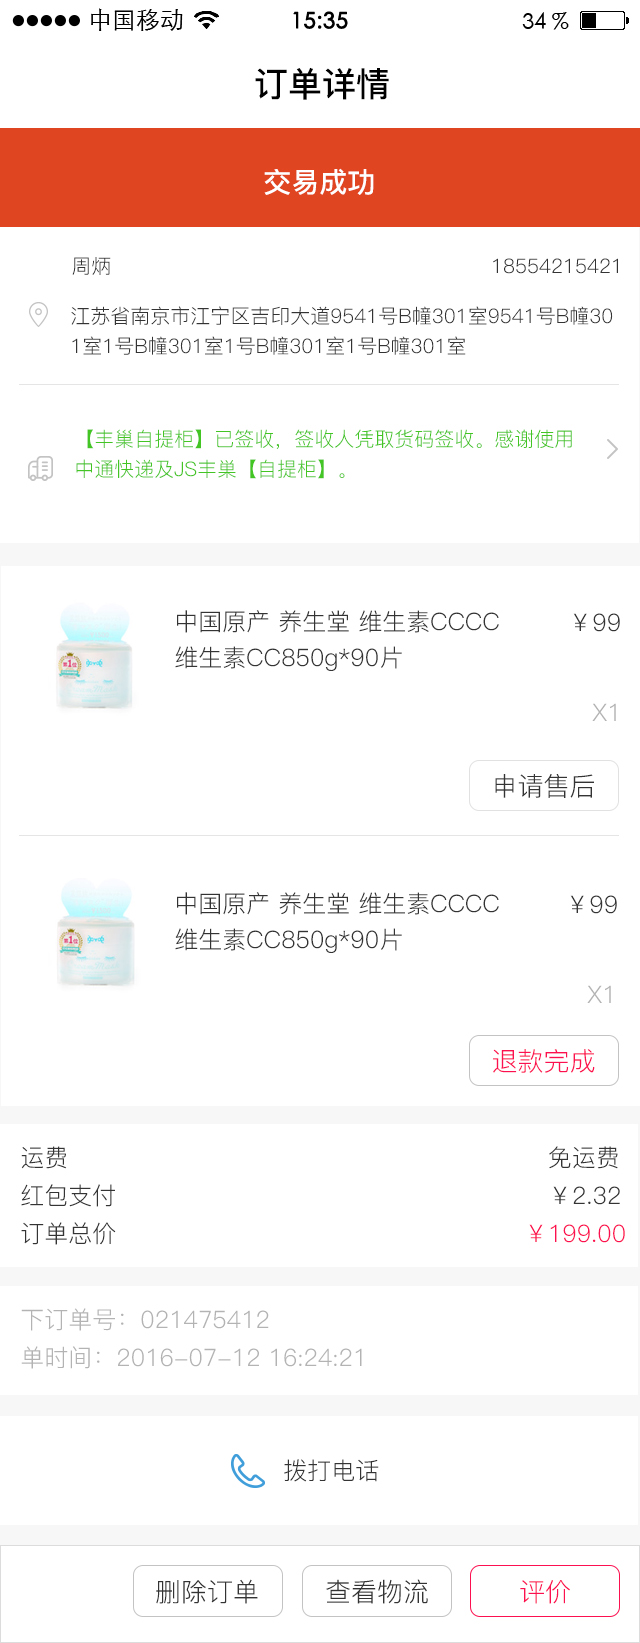 中国移动 15:35 34%
订单详情
交易成功
周炳 18554215421
江苏省南京市江宁区吉印大道9541号B幢301室9541号B幢30
1室1号B幢301室1号B幢301室1号B幢301室
【丰巢自提柜】已签收，签收人凭取货码签收。感谢使用
中通快递及JS丰巢【自提柜】。
中国原产 养生堂 维生素CCCC ￥99
维生素CC850g*90片
X1
申请售后
中国原产 养生堂 维生素CCCC ￥99
维生素CC850g*90片
X1
退款完成
运费 免运费
红包支付 ￥2.32
订单总价 ￥199.00
下订单号：021475412
单时间：2016-07-12 16:24:21
拨打电话
删除订单 查看物流 评价